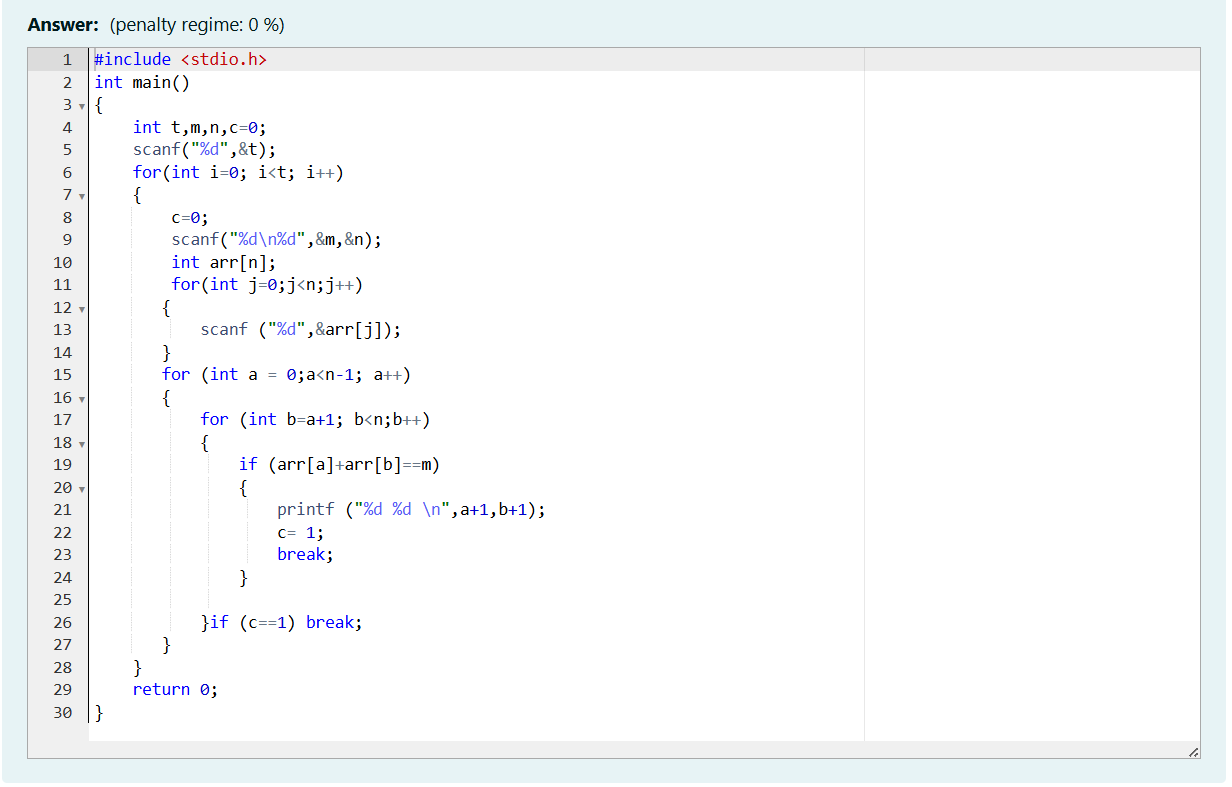 Answer: (penalty regime: 0 %)
1 #include <stdio.h>
2 int main()
3 {
4     int t,m,n,c=0;
5     scanf("%d",&t);
6     for(int i=0; i<t; i++)
7     {
8         c=0;
9         scanf("%d\n%d",&m,&n);
10         int arr[n];
11         for(int j=0;j<n;j++)
12        {
13            scanf ("%d",&arr[j]);
14        }
15        for (int a = 0;a<n-1; a++)
16        {
17            for (int b=a+1; b<n;b++)
18            {
19                if (arr[a]+arr[b]==m)
20                {
21                    printf ("%d %d \n",a+1,b+1);
22                    c= 1;
23                    break;
24                }
25
26            }if (c==1) break;
27        }
28     }
29     return 0;
30 }